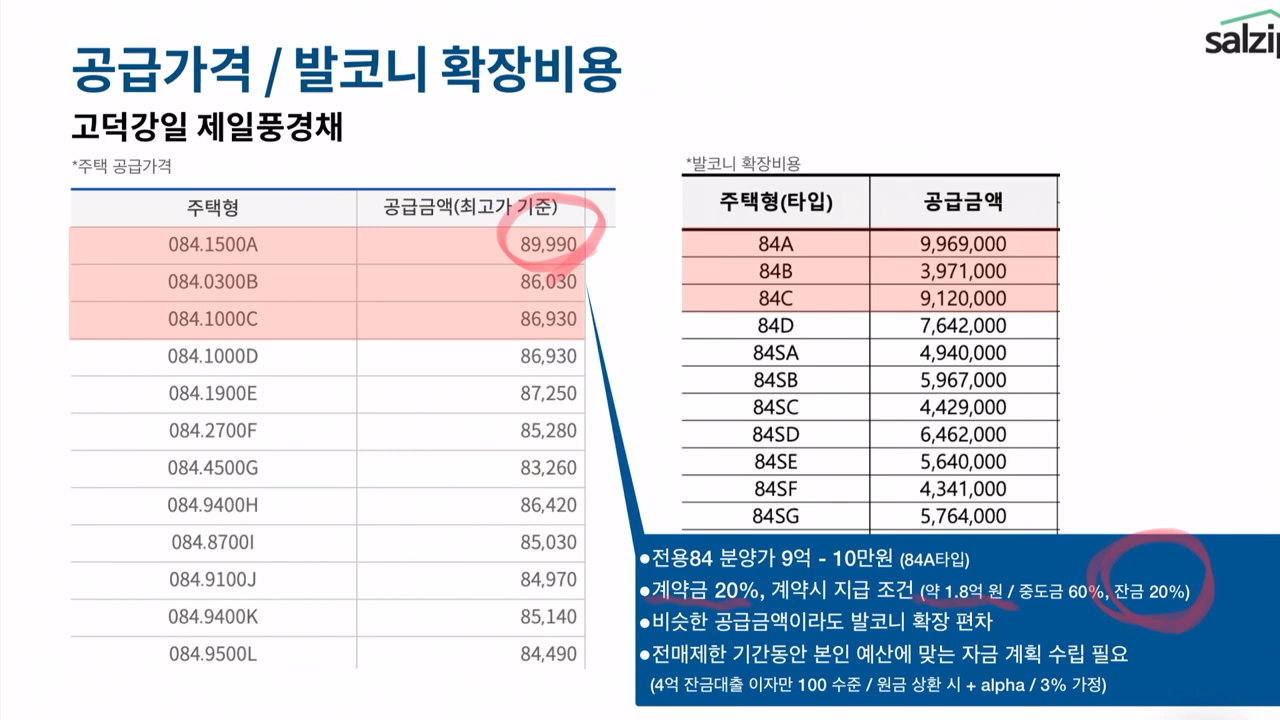 salzip
공급가격 / 발코니 확장비용
고덕강일 제일풍경채
*주택 공급가격
주택형 공급금액(최고가 기준)
084.1500A 89,990
084.0300B 86,030
084.1000C 86,930
084.1000D 86,930
084.1900E 87,250
084.2700F 85,280
084.4500G 83,260
084.9400H 86,420
084.8700I 85,030
084.9100J 84,970
084.9400K 85,140
084.9500L 84,490
*발코니 확장비용
주택형(타입) 공급금액
84A 9,969,000
84B 3,971,000
84C 9,120,000
84D 7,642,000
84SA 4,940,000
84SB 5,967,000
84SC 4,429,000
84SD 6,462,000
84SE 5,640,000
84SF 4,341,000
84SG 5,764,000
●전용84 분양가 9억 - 10만원 (84A타입)
●계약금 20%, 계약시 지급 조건 (약 1.8억 원 / 중도금 60%, 잔금 20%)
●비슷한 공급금액이라도 발코니 확장 편차
●전매제한 기간동안 본인 예산에 맞는 자금 계획 수립 필요
(4억 잔금대출 이자만 100 수준 / 원금 상환 시 + alpha / 3% 가정)